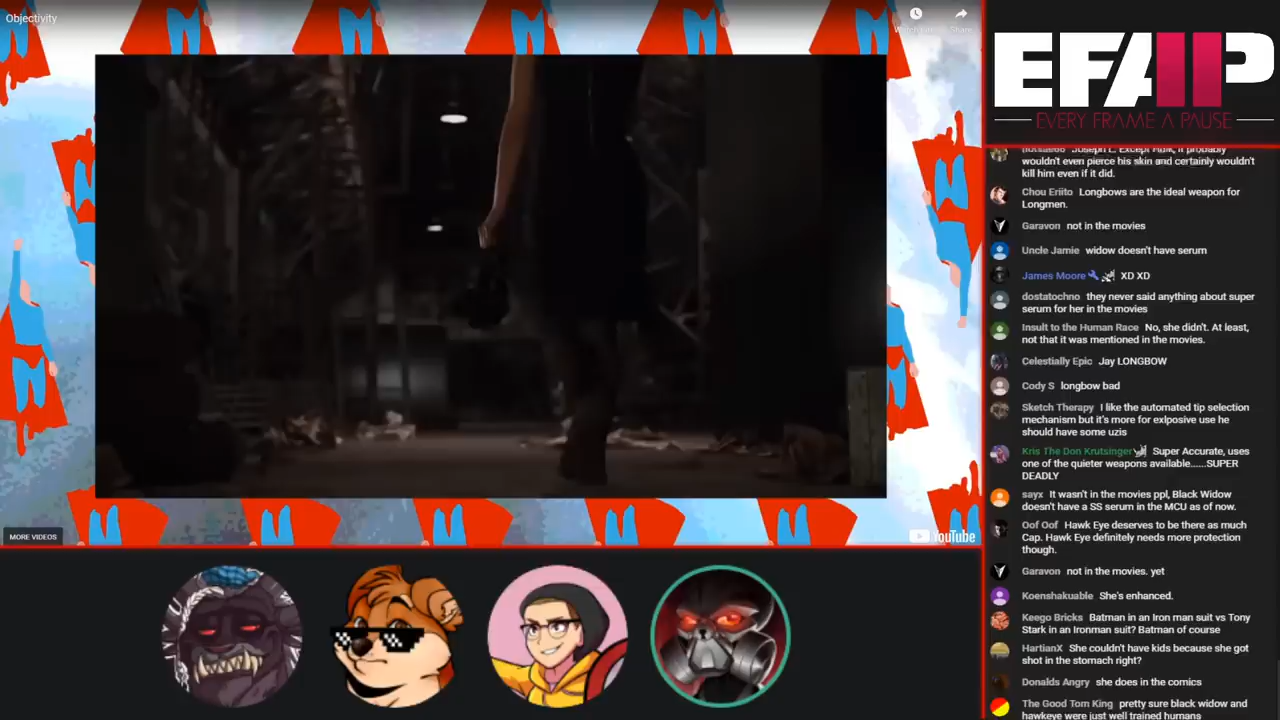 Objectivity
Watch later
Share
MORE VIDEOS
YouTube
EFAP
EVERY FRAME A PAUSE
Joseph L. Except Hulk, it probably
wouldn't even pierce his skin and certainly wouldn't
kill him even if it did.
Chou Eriito Longbows are the ideal weapon for
Longmen.
Garavon not in the movies
Uncle Jamie widow doesn't have serum
James Moore XD XD
dostatochno they never said anything about super
serum for her in the movies
Insult to the Human Race No, she didn't. At least,
not that it was mentioned in the movies.
Celestially Epic Jay LONGBOW
Cody S longbow bad
Sketch Therapy I like the automated tip selection
mechanism but it's more for exlposive use he
should have some uzis
Kris The Don Krutsinger Super Accurate, uses
one of the quieter weapons available......SUPER
DEADLY
sayx It wasn't in the movies ppl, Black Widow
doesn't have a SS serum in the MCU as of now.
Oof Oof Hawk Eye deserves to be there as much
Cap. Hawk Eye definitely needs more protection
though.
Garavon not in the movies. yet
Koenshakuable She's enhanced.
Keego Bricks Batman in an Iron man suit vs Tony
Stark in an Ironman suit? Batman of course
HartianX She couldn't have kids because she got
shot in the stomach right?
Donalds Angry she does in the comics
The Good Tom King pretty sure black widow and
hawkeye were just well trained humans